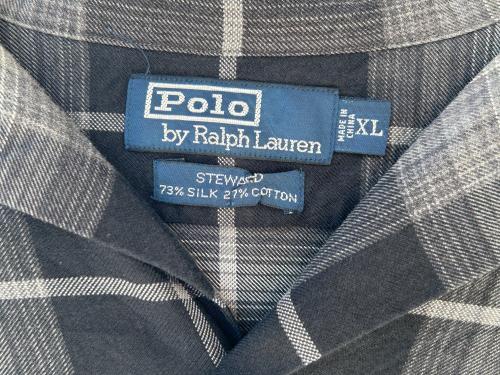 Polo
by Ralph Lauren
MADE IN
CHINA
XL
STEWARD
73% SILK 27% COTTON